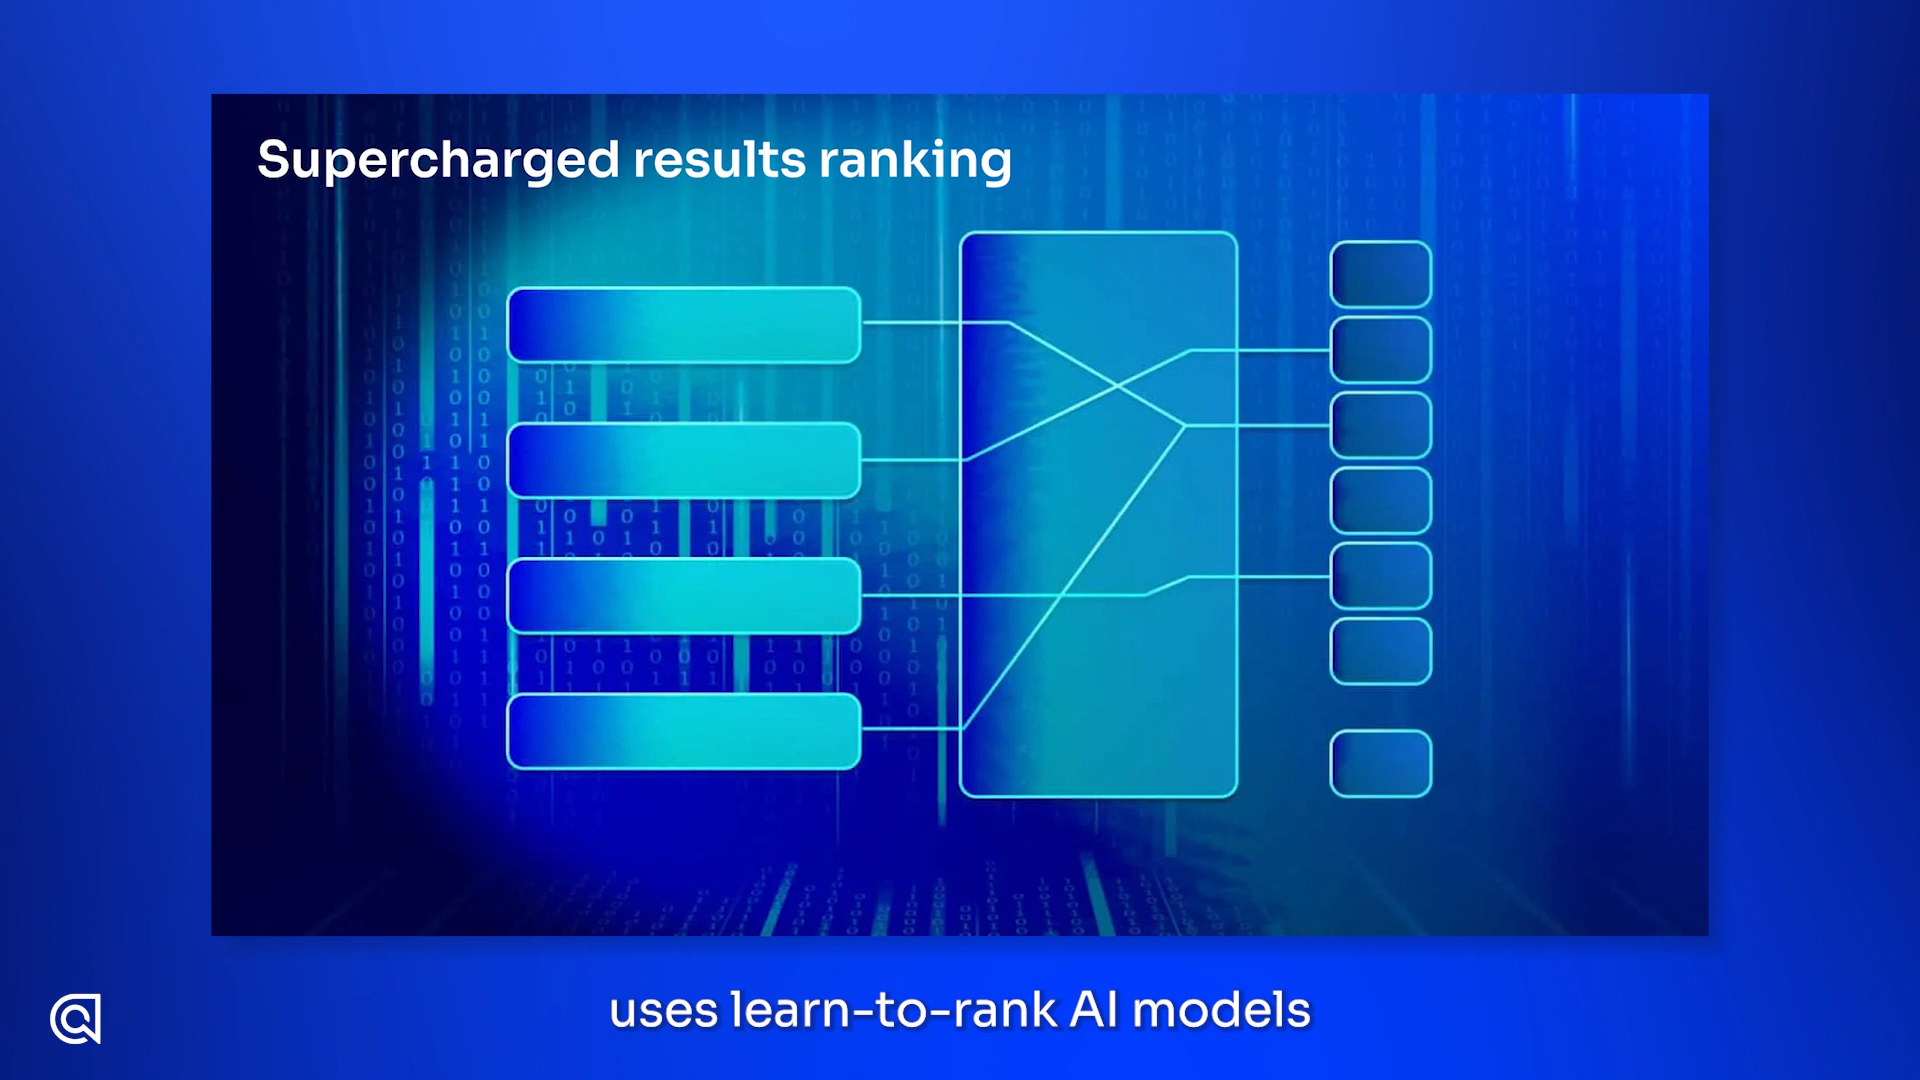 Supercharged results ranking
uses learn-to-rank AI models